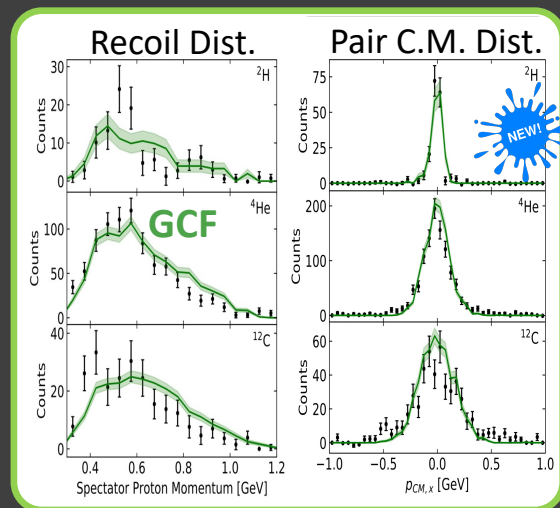 Recoil Dist.
Pair C.M. Dist.
30
20
10
0
Counts
²H
100
50
0
Counts
⁴He
GCF
40
20
0
Counts
¹²C
0.4 0.6 0.8 1.0 1.2
Spectator Proton Momentum [GeV]
75
50
25
0
Counts
²H
NEW!
200
100
0
Counts
⁴He
60
40
20
0
Counts
¹²C
−1.0 −0.5 0.0 0.5 1.0
p_CM,x [GeV]